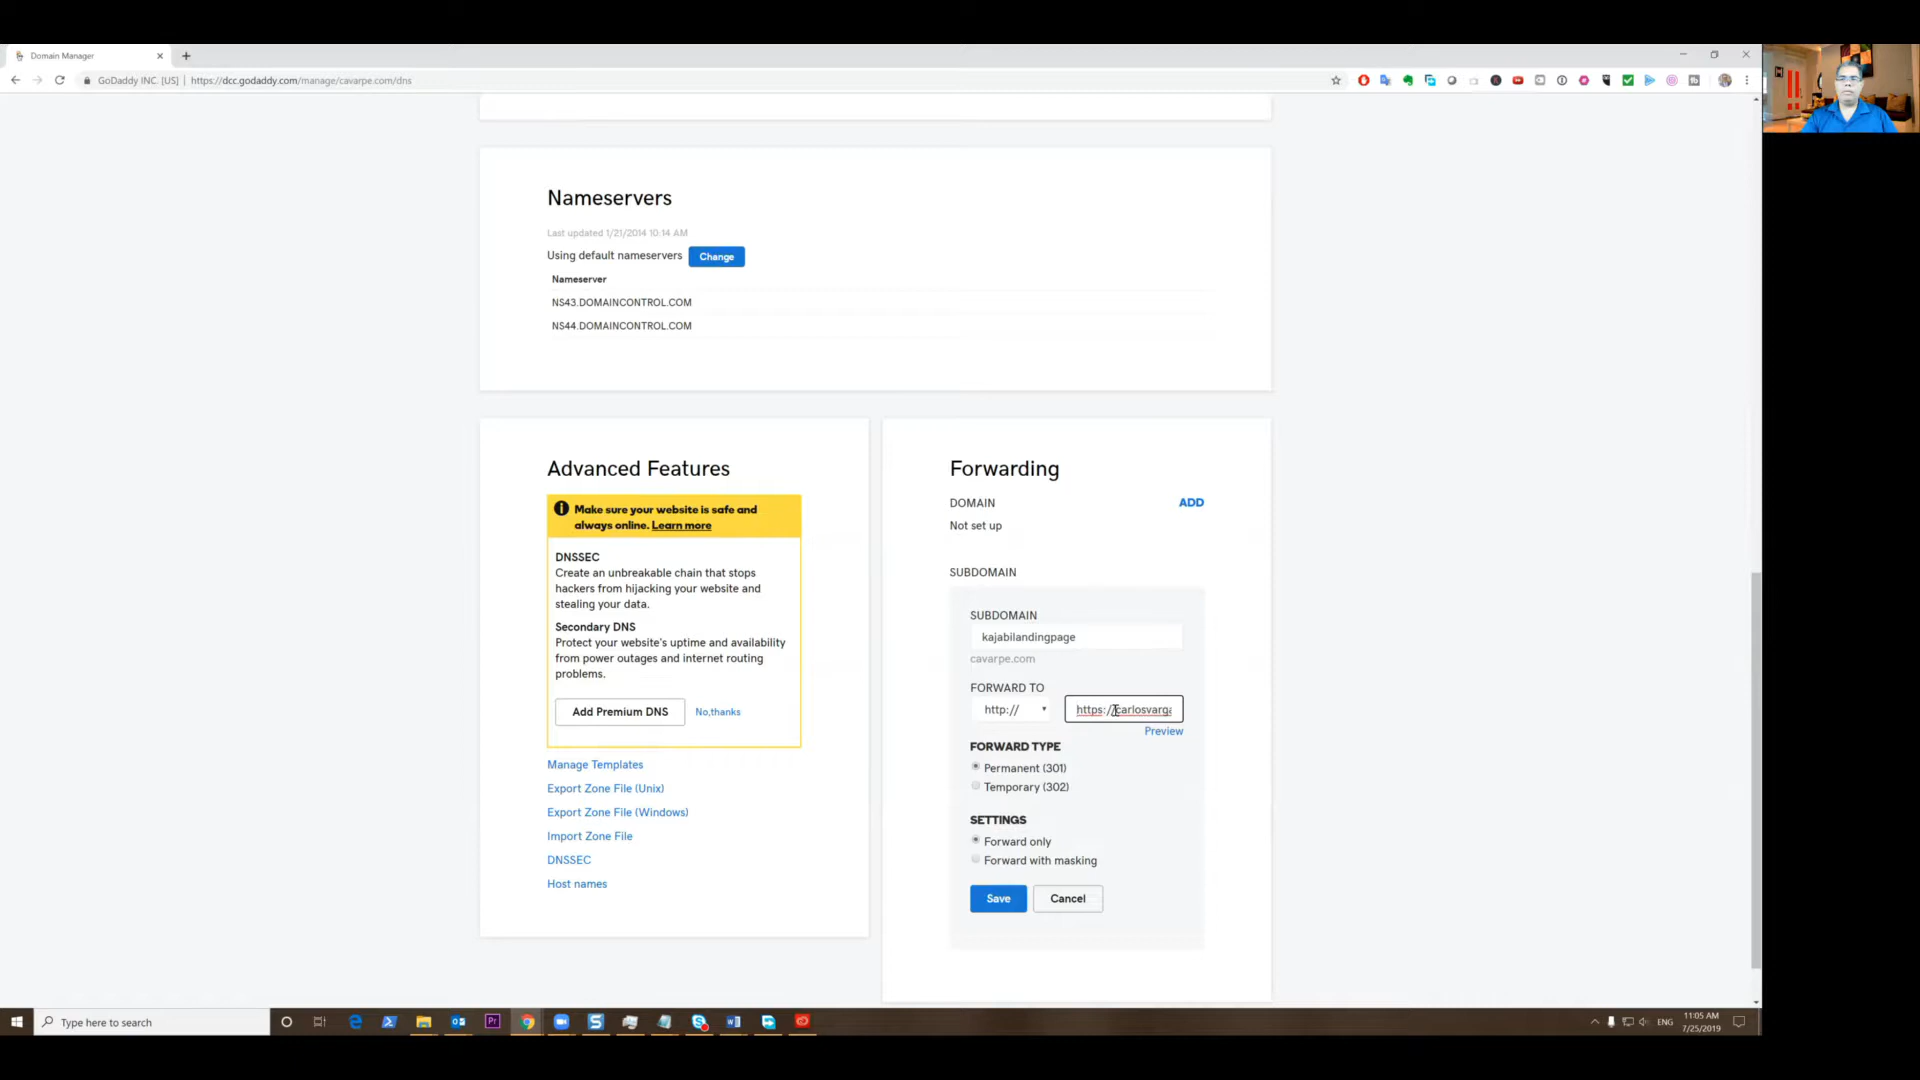 Domain Manager
GoDaddy INC. [US] | https://dcc.godaddy.com/manage/cavarpe.com/dns
Nameservers
Last updated 1/21/2014 10:14 AM
Using default nameservers Change
Nameserver
NS43.DOMAINCONTROL.COM
NS44.DOMAINCONTROL.COM
Advanced Features
Make sure your website is safe and
always online. Learn more
DNSSEC
Create an unbreakable chain that stops
hackers from hijacking your website and
stealing your data.
Secondary DNS
Protect your website's uptime and availability
from power outages and internet routing
problems.
Add Premium DNS No,thanks
Manage Templates
Export Zone File (Unix)
Export Zone File (Windows)
Import Zone File
DNSSEC
Host names
Forwarding
DOMAIN ADD
Not set up
SUBDOMAIN
SUBDOMAIN
kajabilandingpage
cavarpe.com
FORWARD TO
http:// https://carlosvarga
Preview
FORWARD TYPE
Permanent (301)
Temporary (302)
SETTINGS
Forward only
Forward with masking
Save Cancel
Type here to search
ENG
11:05 AM
7/25/2019